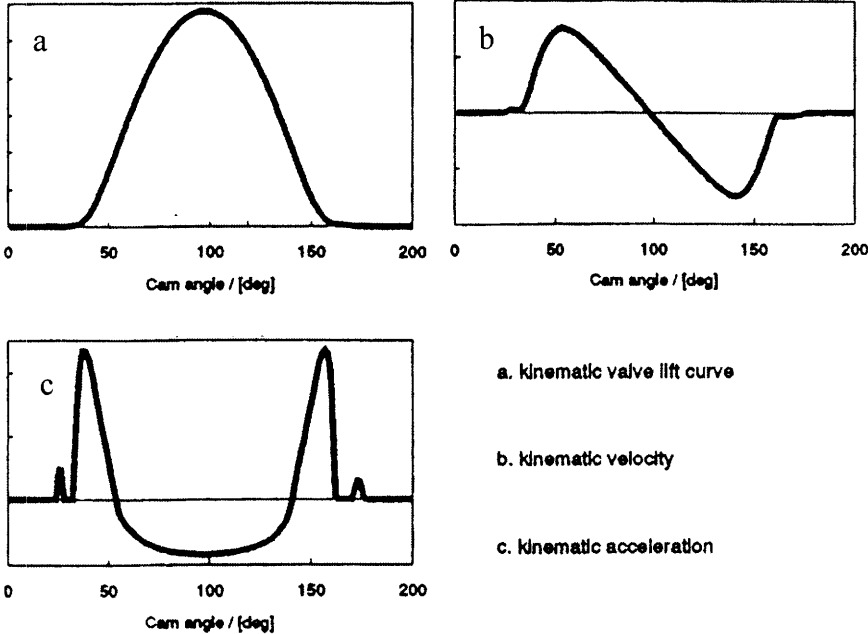 a
b
0 50 100 150 200
Cam angle / [deg]
0 50 100 150 200
Cam angle / [deg]
c
0 50 100 150 200
Cam angle / [deg]
a. kinematic valve lift curve
b. kinematic velocity
c. kinematic acceleration